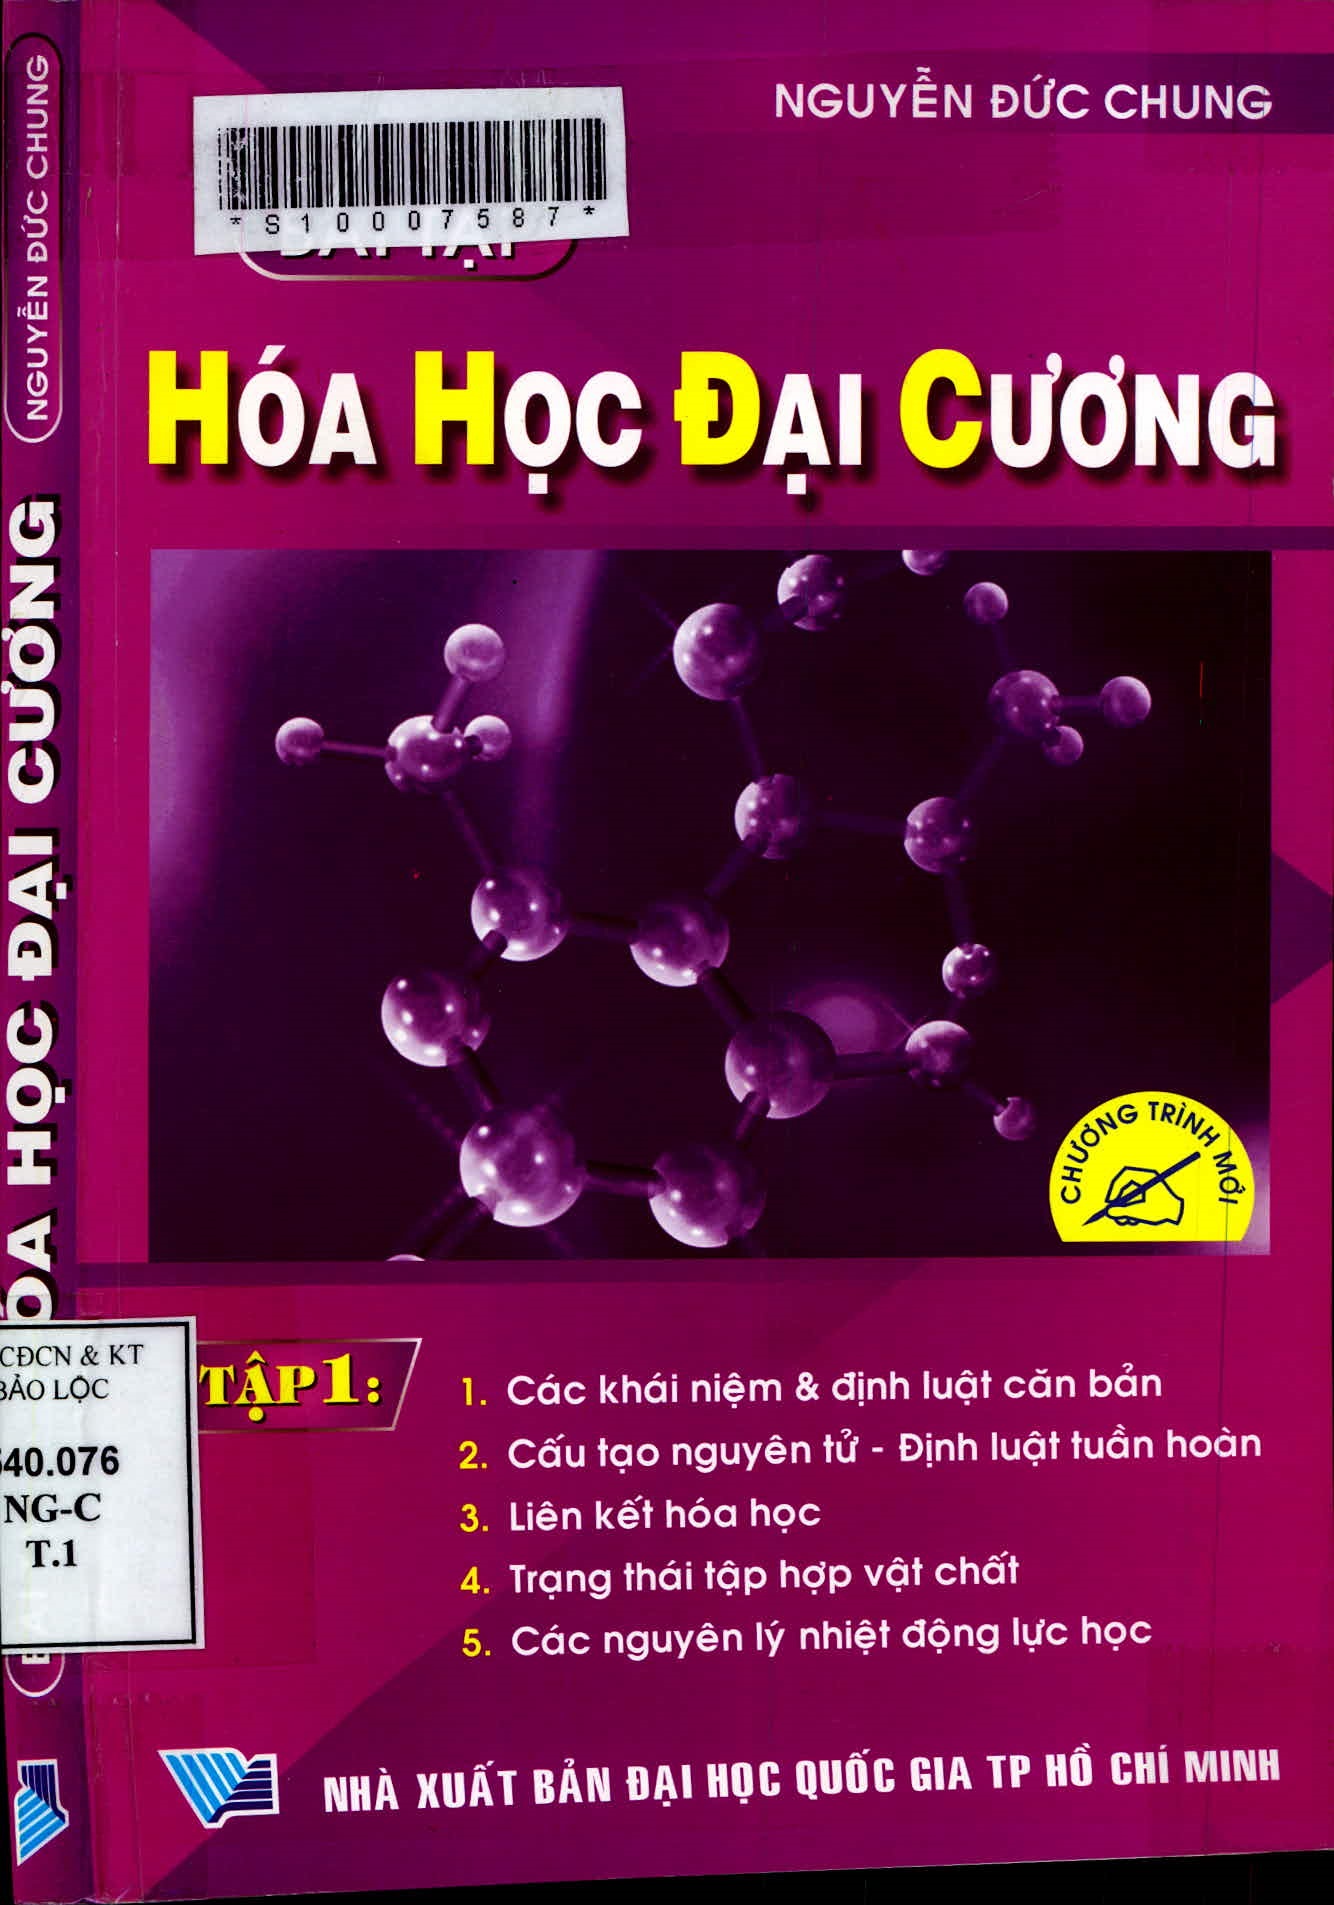 NGUYỄN ĐỨC CHUNG
*S10007587*
HÓA HỌC ĐẠI CƯƠNG
CHƯƠNG TRÌNH MỚI
TẬP 1:
1. Các khái niệm & định luật căn bản
2. Cấu tạo nguyên tử - Định luật tuần hoàn
3. Liên kết hóa học
4. Trạng thái tập hợp vật chất
5. Các nguyên lý nhiệt động lực học
NHÀ XUẤT BẢN ĐẠI HỌC QUỐC GIA TP HỒ CHÍ MINH
NGUYỄN ĐỨC CHUNG
HÓA HỌC ĐẠI CƯƠNG
CĐCN & KT
BẢO LỘC
540.076
NG-C
T.1